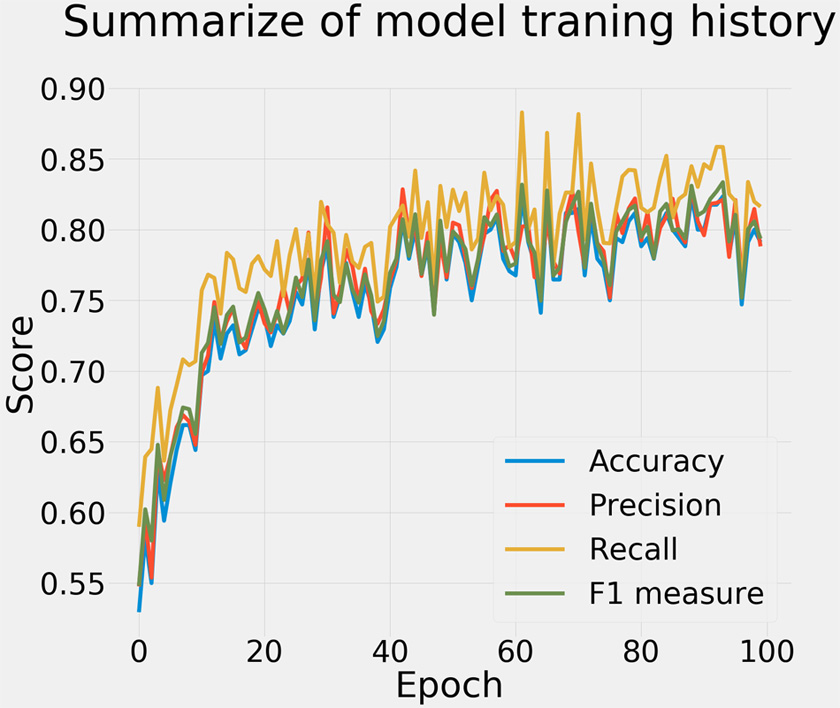 Summarize of model traning history
0.90
0.85
0.80
0.75
0.70
0.65
0.60
0.55
Score
Accuracy
Precision
Recall
F1 measure
0 20 40 60 80 100
Epoch